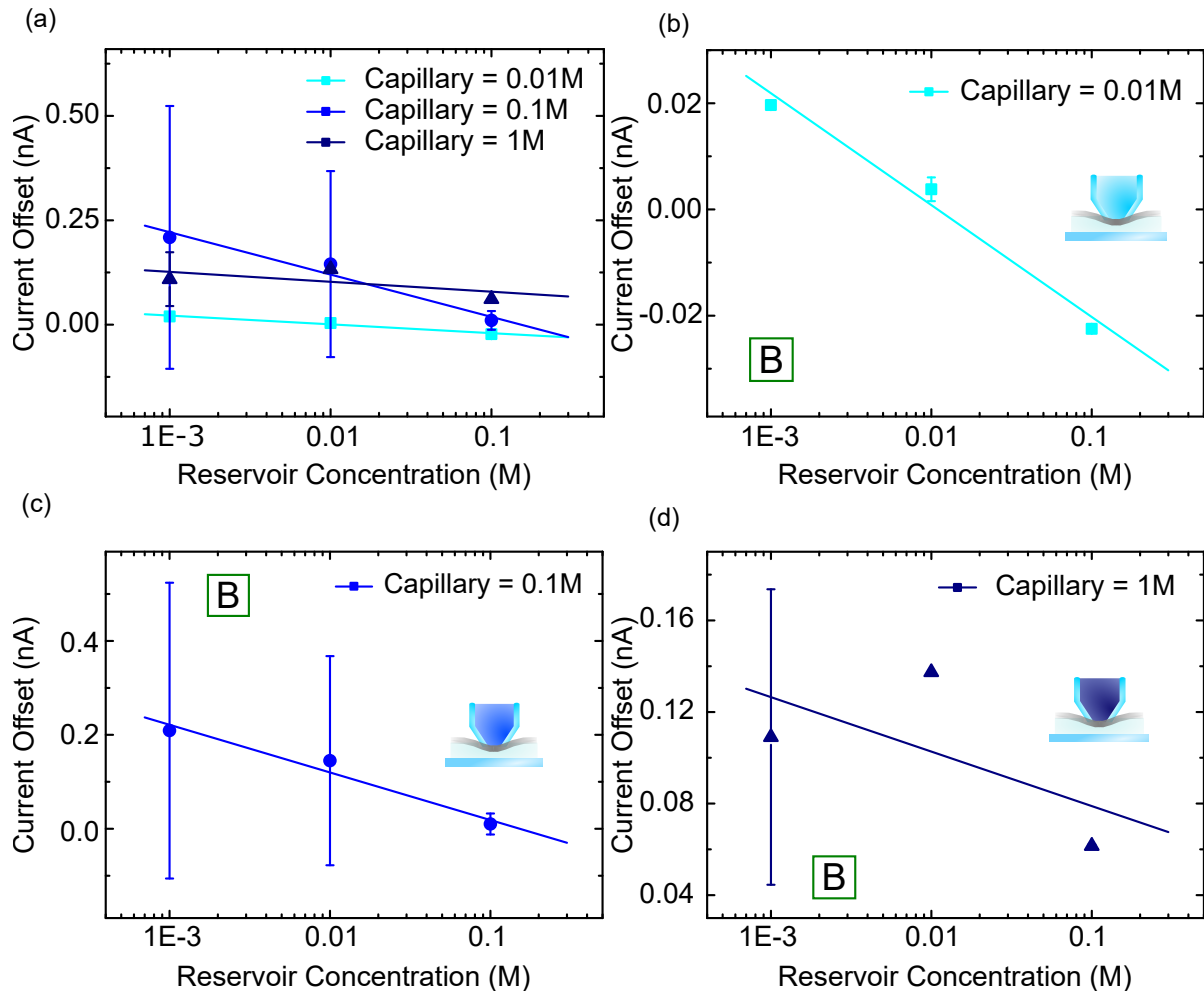 (a)
Capillary = 0.01M
Capillary = 0.1M
Capillary = 1M
0.50
0.25
0.00
Current Offset (nA)
1E-3 0.01 0.1
Reservoir Concentration (M)
(b)
Capillary = 0.01M
0.02
0.00
-0.02
Current Offset (nA)
B
1E-3 0.01 0.1
Reservoir Concentration (M)
(c)
B
Capillary = 0.1M
0.4
0.2
0.0
Current Offset (nA)
1E-3 0.01 0.1
Reservoir Concentration (M)
(d)
Capillary = 1M
0.16
0.12
0.08
0.04
Current Offset (nA)
B
1E-3 0.01 0.1
Reservoir Concentration (M)